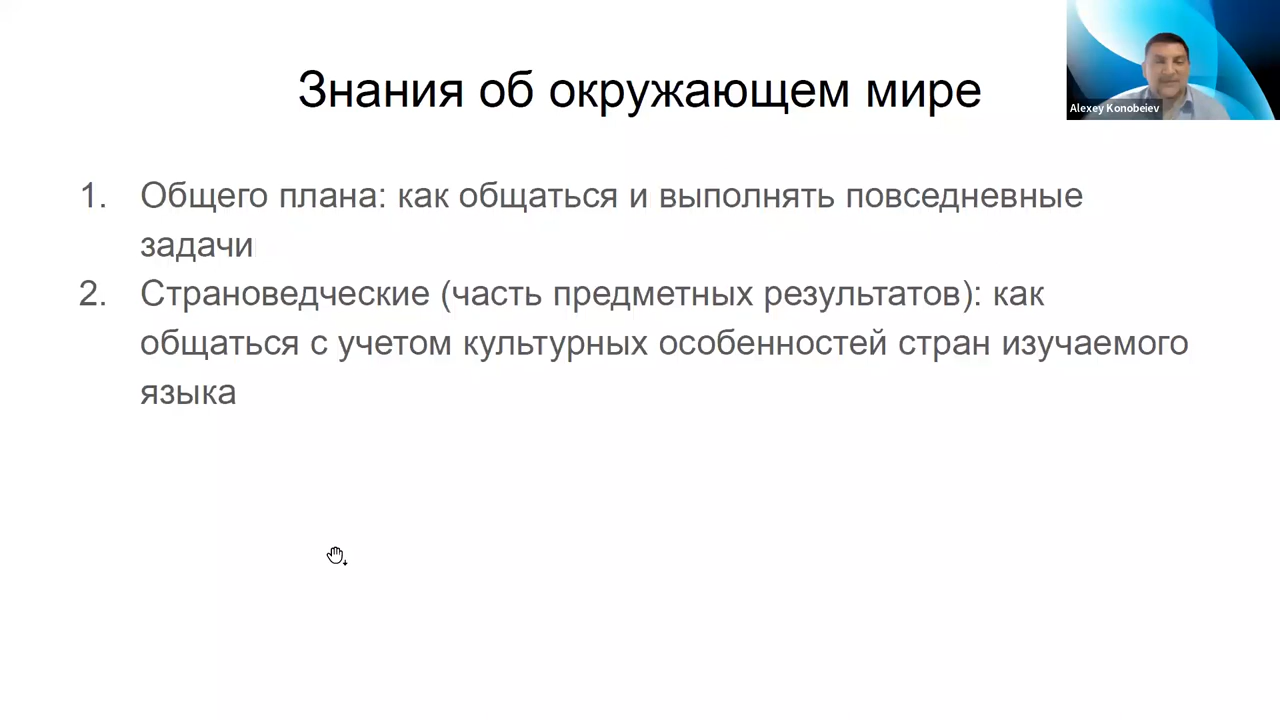 Знания об окружающем мире
Alexey Konobeiev
1. Общего плана: как общаться и выполнять повседневные
задачи
2. Страноведческие (часть предметных результатов): как
общаться с учетом культурных особенностей стран изучаемого
языка